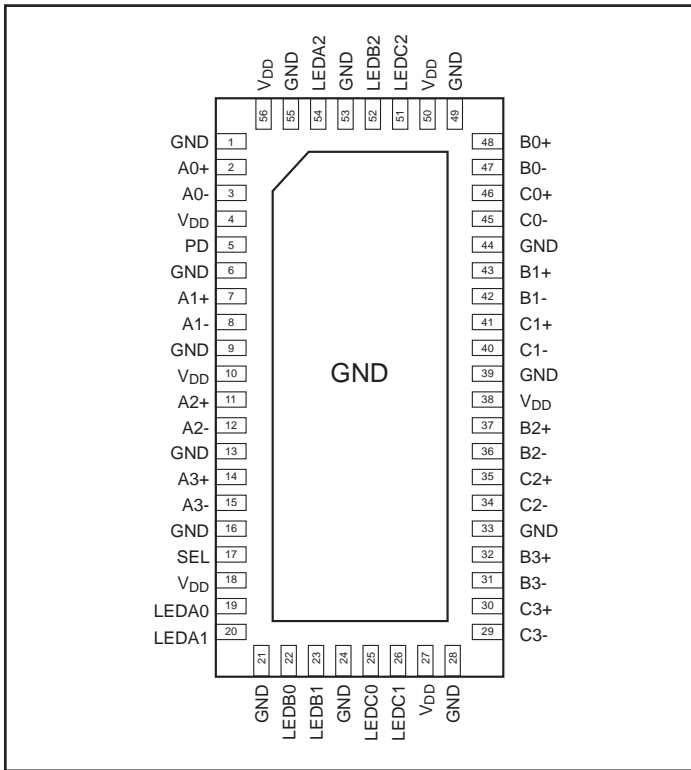 VDD GND LEDA2 GND LEDB2 LEDC2 VDD GND
56 55 54 53 52 51 50 49
GND 1 48 B0+
A0+ 2 47 B0-
A0- 3 46 C0+
VDD 4 45 C0-
PD 5 44 GND
GND 6 43 B1+
A1+ 7 42 B1-
A1- 8 41 C1+
GND 9 40 C1-
VDD 10 39 GND
GND
A2+ 11 38 VDD
A2- 12 37 B2+
GND 13 36 B2-
A3+ 14 35 C2+
A3- 15 34 C2-
GND 16 33 GND
SEL 17 32 B3+
VDD 18 31 B3-
LEDA0 19 30 C3+
LEDA1 20 29 C3-
21 22 23 24 25 26 27 28
GND LEDB0 LEDB1 GND LEDC0 LEDC1 VDD GND